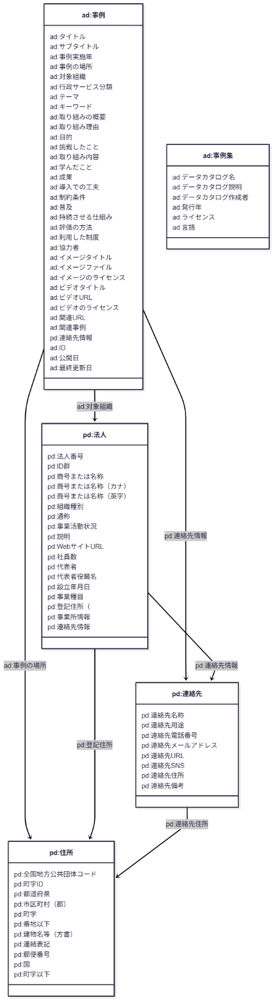 ad:事例
ad:タイトル
ad:サブタイトル
ad:事例実施年
ad:事例の場所
ad:対象組織
ad:行政サービス分類
ad:テーマ
ad:キーワード
ad:取り組みの概要
ad:取り組み理由
ad:目的
ad:挑戦したこと
ad:取り組み内容
ad:学んだこと
ad:成果
ad:導入での工夫
ad:制約条件
ad:普及
ad:持続させる仕組み
ad:評価の方法
ad:利用した制度
ad:協力者
ad:イメージタイトル
ad:イメージファイル
ad:イメージのライセンス
ad:ビデオタイトル
ad:ビデオURL
ad:ビデオのライセンス
ad:関連URL
ad:関連事例
pd:連絡先情報
ad:ID
ad:公開日
ad:最終更新日
ad:事例集
ad:データカタログ名
ad:データカタログ説明
ad:データカタログ作成者
ad:発行年
ad:ライセンス
ad:言語
ad:対象組織
pd:法人
pd:法人番号
pd:ID群
pd:商号または名称
pd:商号または名称（カナ）
pd:商号または名称（英字）
pd:組織種別
pd:通称
pd:事業活動状況
pd:説明
pd:WebサイトURL
pd:社員数
pd:代表者
pd:代表者役職名
pd:設立年月日
pd:事業種目
pd:登記住所（
pd:事業所情報
pd:連絡先情報
pd:連絡先情報
ad:事例の場所
pd:連絡先情報
pd:登記住所
pd:連絡先
pd:連絡先名称
pd:連絡先用途
pd:連絡先電話番号
pd:連絡先メールアドレス
pd:連絡先URL
pd:連絡先SNS
pd:連絡先住所
pd:連絡先備考
pd:連絡先住所
pd:住所
pd:全国地方公共団体コード
pd:町字ID
pd:都道府県
pd:市区町村（郡）
pd:町字
pd:番地以下
pd:建物名等（方書）
pd:連結表記
pd:郵便番号
pd:国
pd:町字以下